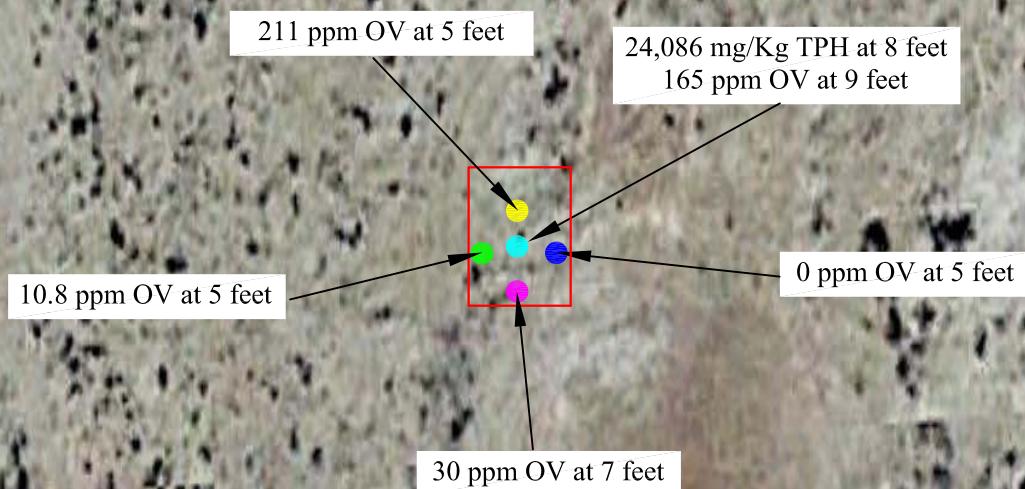 211 ppm OV at 5 feet
24,086 mg/Kg TPH at 8 feet
165 ppm OV at 9 feet
10.8 ppm OV at 5 feet
0 ppm OV at 5 feet
30 ppm OV at 7 feet